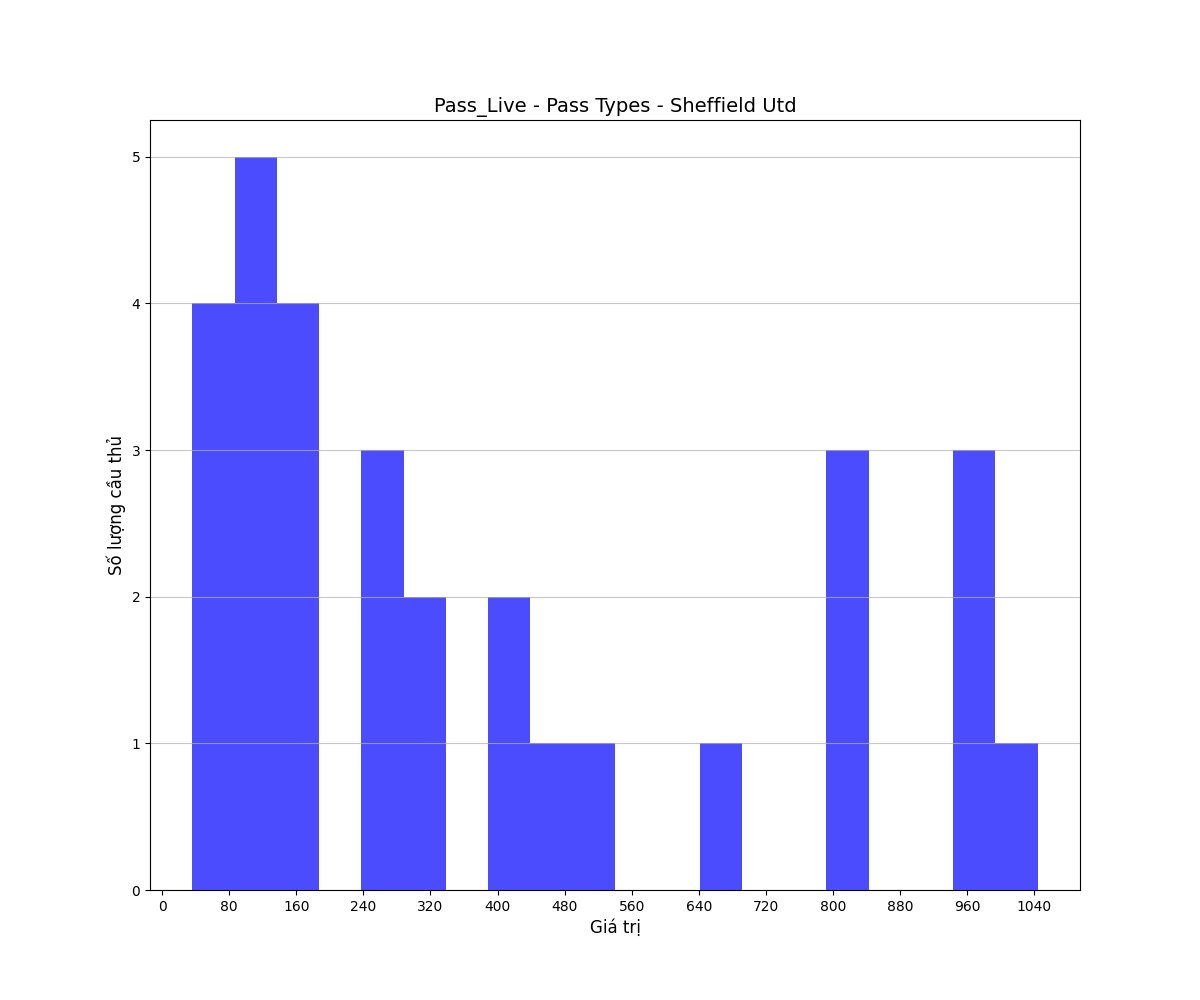 Pass_Live - Pass Types - Sheffield Utd
Số lượng cầu thủ
5
4
3
2
1
0
0 80 160 240 320 400 480 560 640 720 800 880 960 1040
Giá trị